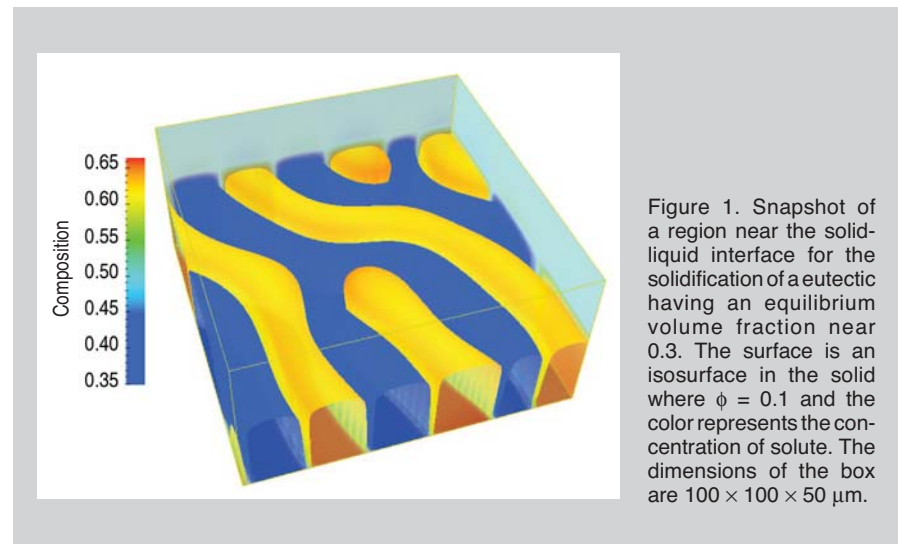 0.65
0.60
0.55
0.50
0.45
0.40
0.35
Composition
Figure 1. Snapshot of
a region near the solid-
liquid interface for the
solidification of a eutectic
having an equilibrium
volume fraction near
0.3. The surface is an
isosurface in the solid
where ϕ = 0.1 and the
color represents the con-
centration of solute. The
dimensions of the box
are 100 × 100 × 50 μm.